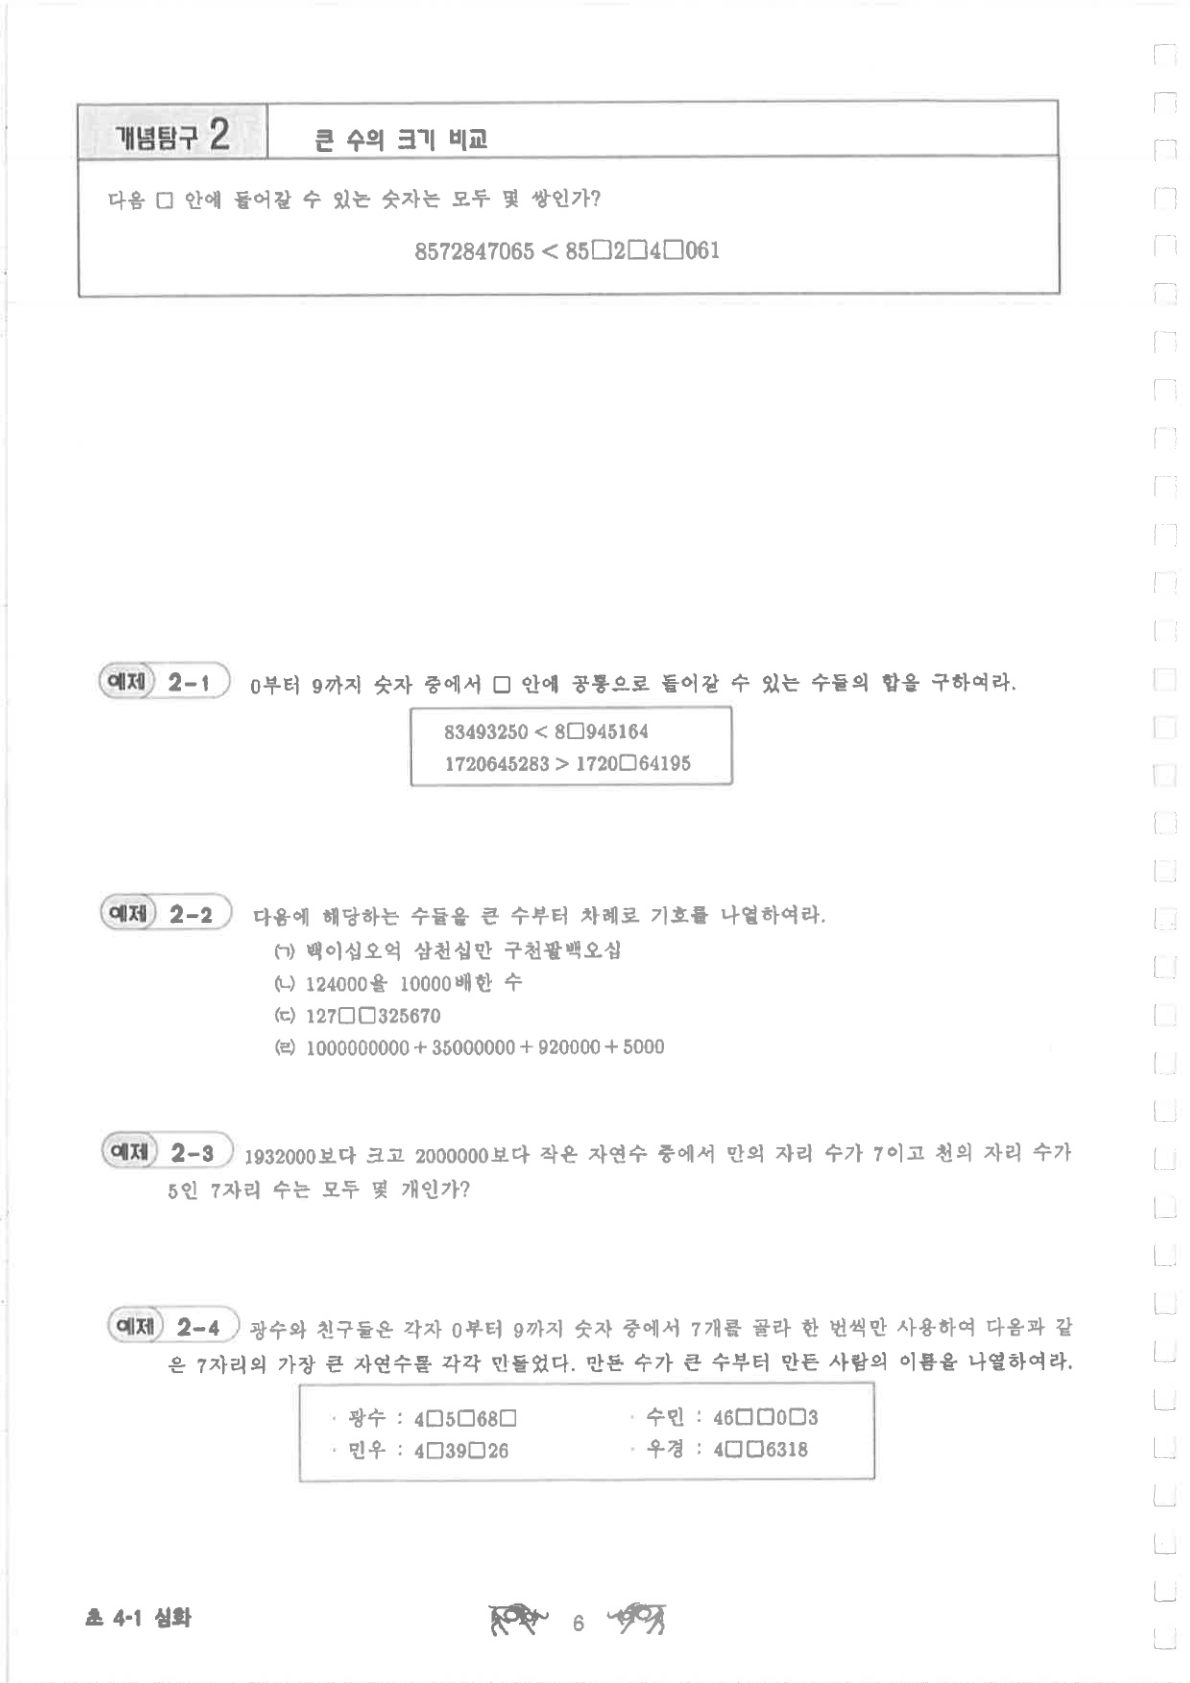 개념탐구 2 큰 수의 크기 비교
다음 □ 안에 들어갈 수 있는 숫자는 모두 몇 쌍인가?
8572847065 < 85□2□4□061
예제 2-1 0부터 9까지 숫자 중에서 □ 안에 공통으로 들어갈 수 있는 수들의 합을 구하여라.
83493250 < 8□945164
1720645283 > 1720□64195
예제 2-2 다음에 해당하는 수들을 큰 수부터 차례로 기호를 나열하여라.
(ㄱ) 백이십오억 삼천십만 구천팔백오십
(ㄴ) 124000을 10000배한 수
(ㄷ) 127□□325670
(ㄹ) 1000000000 + 35000000 + 920000 + 5000
예제 2-3 1932000보다 크고 2000000보다 작은 자연수 중에서 만의 자리 수가 7이고 천의 자리 수가
5인 7자리 수는 모두 몇 개인가?
예제 2-4 광수와 친구들은 각자 0부터 9까지 숫자 중에서 7개를 골라 한 번씩만 사용하여 다음과 같
은 7자리의 가장 큰 자연수를 각각 만들었다. 만든 수가 큰 수부터 만든 사람의 이름을 나열하여라.
· 광수 : 4□5□68□ · 수민 : 46□□0□3
· 민우 : 4□39□26 · 우경 : 4□□6318
초 4-1 심화 6